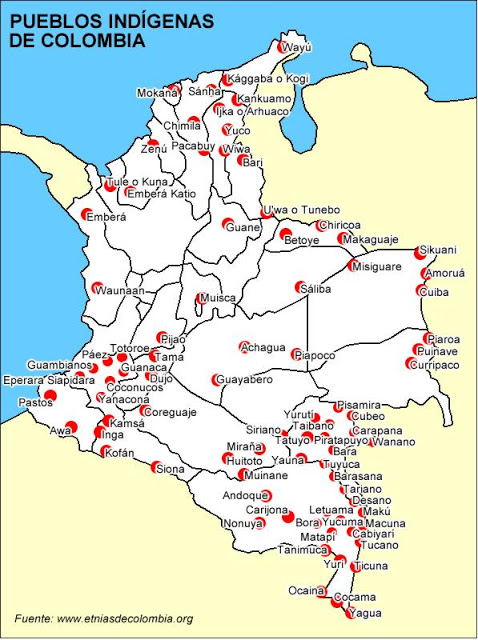 PUEBLOS INDÍGENAS
DE COLOMBIA
Wayú
Kággaba o Kogi
Mokana
Sánha
Kankuamo
Ijka o Arhuaco
Chimila
Yuco
Zenú
Pacabuy
Wiwa
Bari
Tule o Kuna
Emberá Katio
Emberá
U'wa o Tunebo
Guane
Chiricoa
Betoye
Makaguaje
Sikuani
Misiguare
Amoruá
Waunaan
Sáliba
Cuiba
Muisca
Pijao
Piaroa
Totoroe
Achagua
Puinave
Páez
Tama
Piapoco
Curripaco
Guambianos
Guanaca
Eperara Siapidara
Dujo
Guayabero
Coconucos
Pastos
Yanacona
Coreguaje
Pisamira
Yurutí
Cubeo
Kamsá
Taibano
Awa
Inga
Siriano
Carapana
Tatuyo
Piratapuyo
Wanano
Kofán
Miraña
Bara
Huitoto
Yauna
Tuyuca
Siona
Muinane
Barasana
Tariano
Andoque
Desano
Carijona
Letuama
Makú
Nonuya
Bora
Yucuma
Macuna
Matapí
Cabiyarí
Tanimuca
Tucano
Yuri
Ticuna
Ocaina
Cocama
Yagua
Fuente: www.etniasdecolombia.org